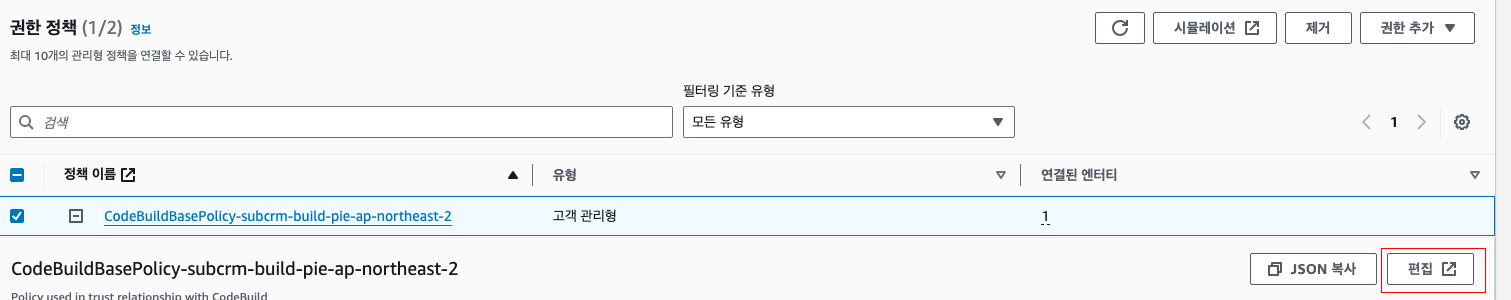 권한 정책 (1/2) 정보
시뮬레이션 제거 권한 추가
최대 10개의 관리형 정책을 연결할 수 있습니다.
필터링 기준 유형
검색 모든 유형 1
정책 이름 유형 연결된 엔터티
CodeBuildBasePolicy-subcrm-build-pie-ap-northeast-2 고객 관리형 1
CodeBuildBasePolicy-subcrm-build-pie-ap-northeast-2 JSON 복사 편집
Policy used in trust relationship with CodeBuild